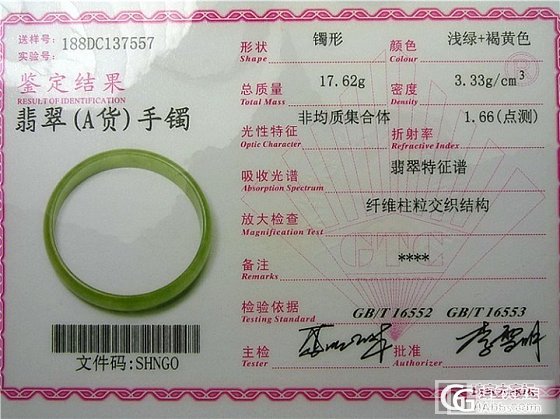 送样号: 188DC137557
实验号:
鉴定结果
RESULT OF IDENTIFICATION
翡翠(A货)手镯
文件码:SHNGO
形状 镯形 颜色 浅绿+褐黄色
Shape Colour
总质量 17.62g 密度 3.33g/cm3
Total Mass Density
光性特征 非均质集合体 折射率 1.66(点测)
Optic Character Refractive Index
吸收光谱 翡翠特征谱
Absorption Spectrum
放大检查 纤维柱粒交织结构
Magnification Test
GTC
备注 ****
Remarks
检验依据 GB/T 16552 GB/T 16553
Testing Standard
主检 批准
Tester Authorizer